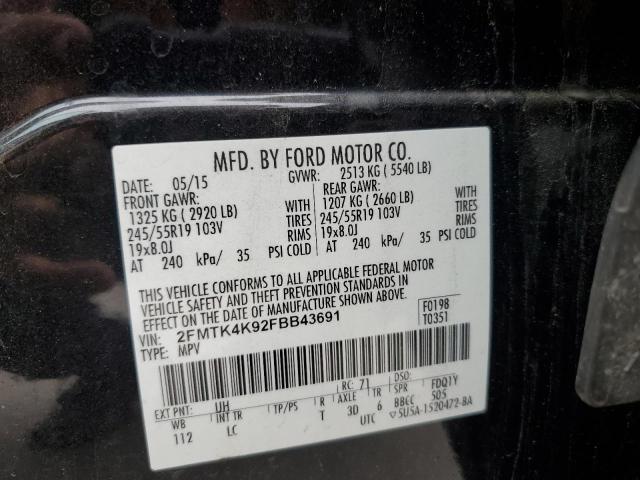 MFD. BY FORD MOTOR CO.
DATE: 05/15 GVWR: 2513 KG ( 5540 LB)
FRONT GAWR: REAR GAWR:
1325 KG ( 2920 LB) 1207 KG ( 2660 LB)
245/55R19 103V TIRES 245/55R19 103V TIRES
19x8.0J RIMS 19x8.0J RIMS
AT 240 kPa/ 35 PSI COLD AT 240 kPa/ 35 PSI COLD
THIS VEHICLE CONFORMS TO ALL APPLICABLE FEDERAL MOTOR
VEHICLE SAFETY AND THEFT PREVENTION STANDARDS IN
EFFECT ON THE DATE OF MANUFACTURE SHOWN ABOVE.
VIN: 2FMTK4K92FBB43691 F0198
TYPE: MPV T0351
EXT PNT: UH RC: 71 DSO:
WB INT TR TP/PS R AXLE TR SPR FDQ1Y
112 LC T 3D 6 BBCC 505
UTC 5U5A-1520472-BA